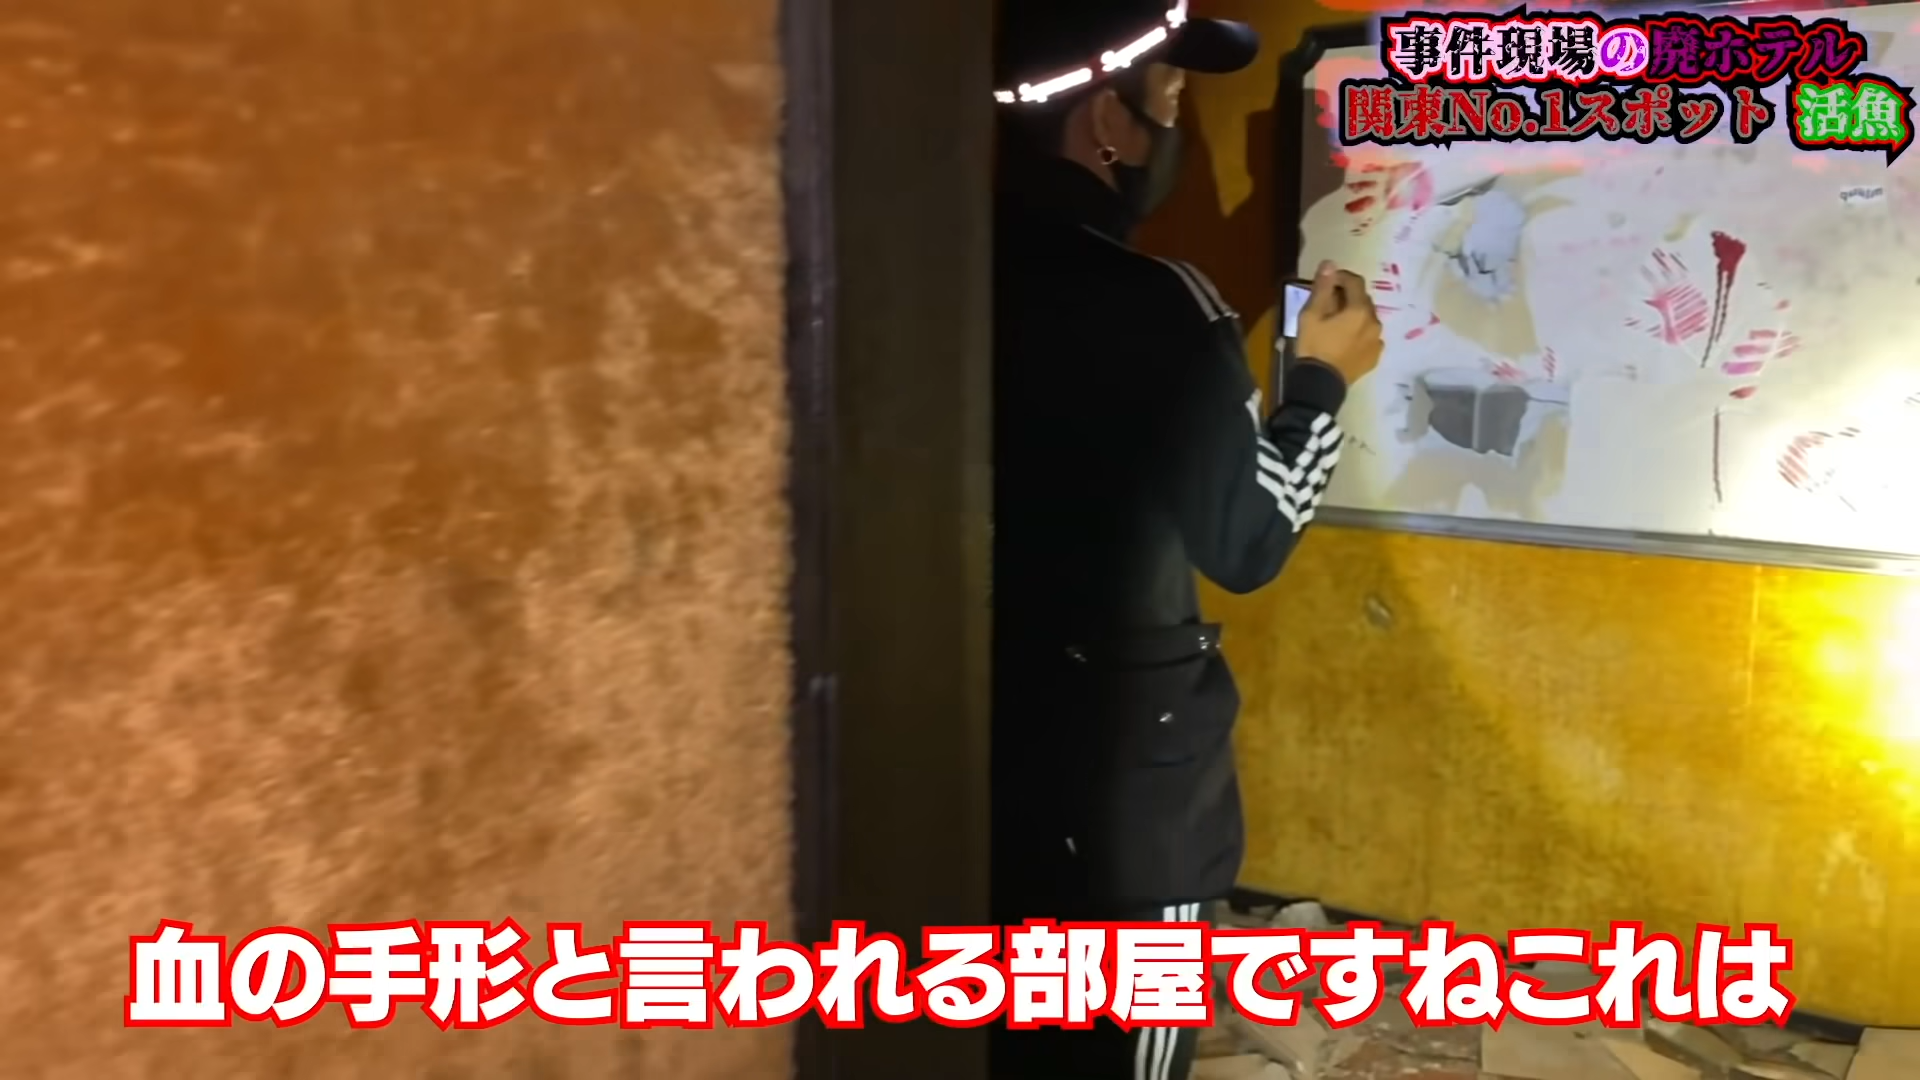 事件現場の廃ホテル
関東No.1スポット 活魚
血の手形と言われる部屋ですねこれは